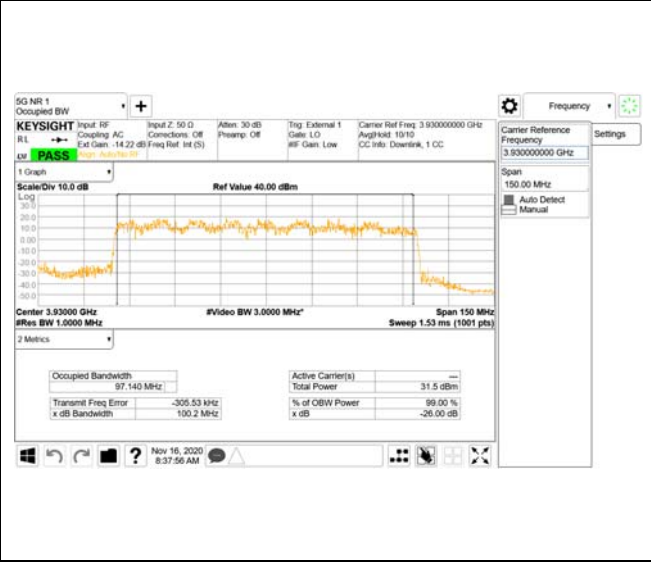 5G NR 1
Occupied BW
Frequency
KEYSIGHT
R L
PASS
Input: RF
Coupling: AC
Ext Gain: -14.22 dB
Align: Auto/No RF
Input Z: 50 Ω
Corrections: Off
Freq Ref: Int (S)
Atten: 30 dB
Preamp: Off
Trig: External 1
Gate: LO
#IF Gain: Low
Carrier Ref Freq: 3.930000000 GHz
Avg|Hold: 10/10
CC Info: Downlink, 1 CC
Carrier Reference
Frequency
3.930000000 GHz
Settings
Span
150.00 MHz
Auto Detect
Manual
1 Graph
Scale/Div 10.0 dB
Ref Value 40.00 dBm
Log
30.0
20.0
10.0
0.00
-10.0
-20.0
-30.0
-40.0
-50.0
Center 3.93000 GHz
#Video BW 3.0000 MHz*
Span 150 MHz
#Res BW 1.0000 MHz
Sweep 1.53 ms (1001 pts)
2 Metrics
Occupied Bandwidth
97.140 MHz
Transmit Freq Error -305.53 kHz
x dB Bandwidth 100.2 MHz
Active Carrier(s) —
Total Power 31.5 dBm
% of OBW Power 99.00 %
x dB -26.00 dB
?
Nov 16, 2020
8:37:56 AM